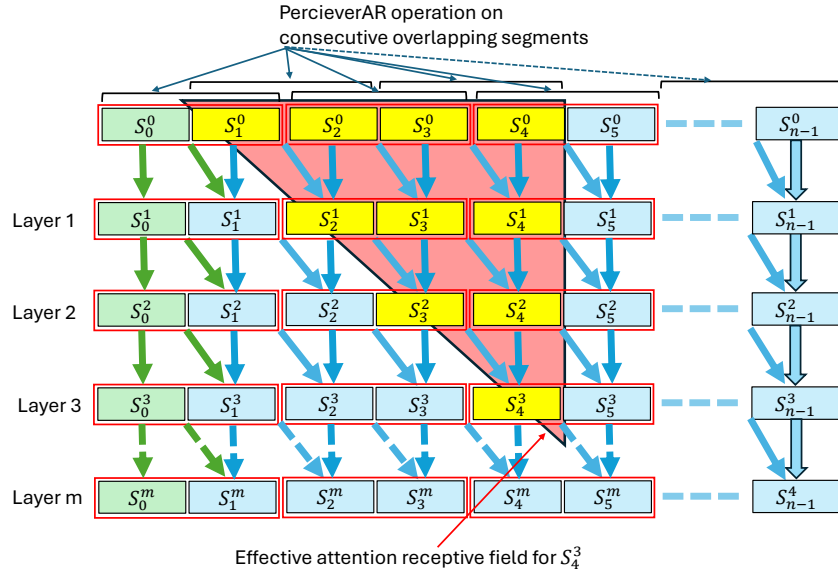 PercieverAR operation on
consecutive overlapping segments
S_0^0 S_1^0 S_2^0 S_3^0 S_4^0 S_5^0 S_{n-1}^0
Layer 1 S_0^1 S_1^1 S_2^1 S_3^1 S_4^1 S_5^1 S_{n-1}^1
Layer 2 S_0^2 S_1^2 S_2^2 S_3^2 S_4^2 S_5^2 S_{n-1}^2
Layer 3 S_0^3 S_1^3 S_2^3 S_3^3 S_4^3 S_5^3 S_{n-1}^3
Layer m S_0^m S_1^m S_2^m S_3^m S_4^m S_5^m S_{n-1}^4
Effective attention receptive field for S_4^3